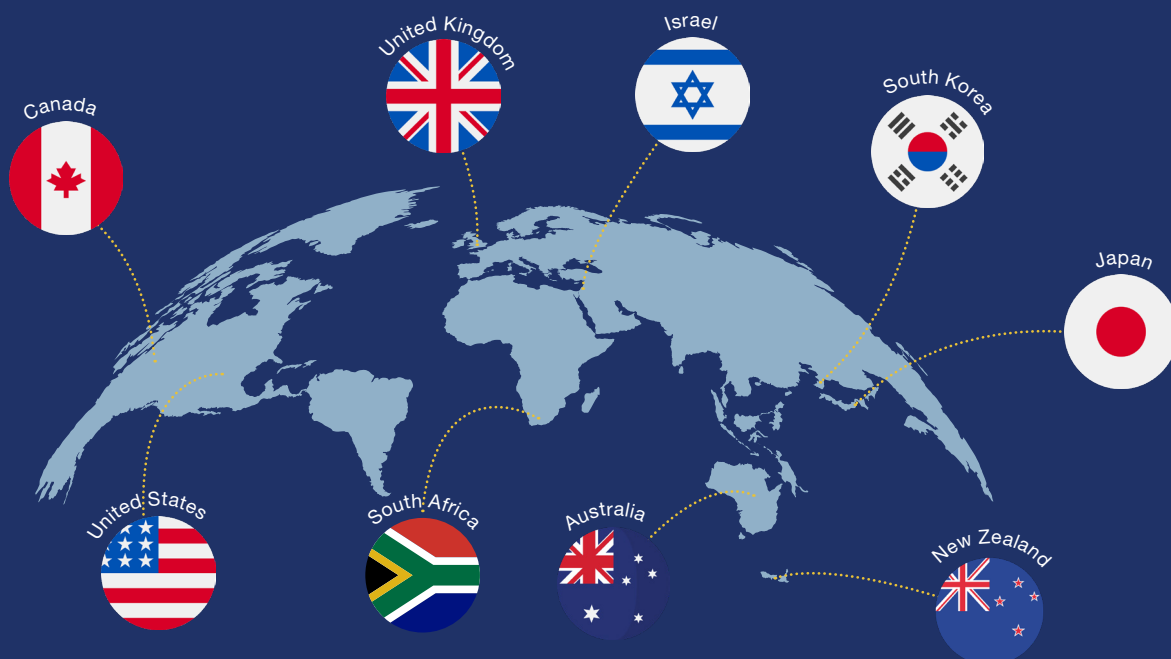 United Kingdom
Israel
South Korea
Canada
Japan
United States
South Africa
Australia
New Zealand